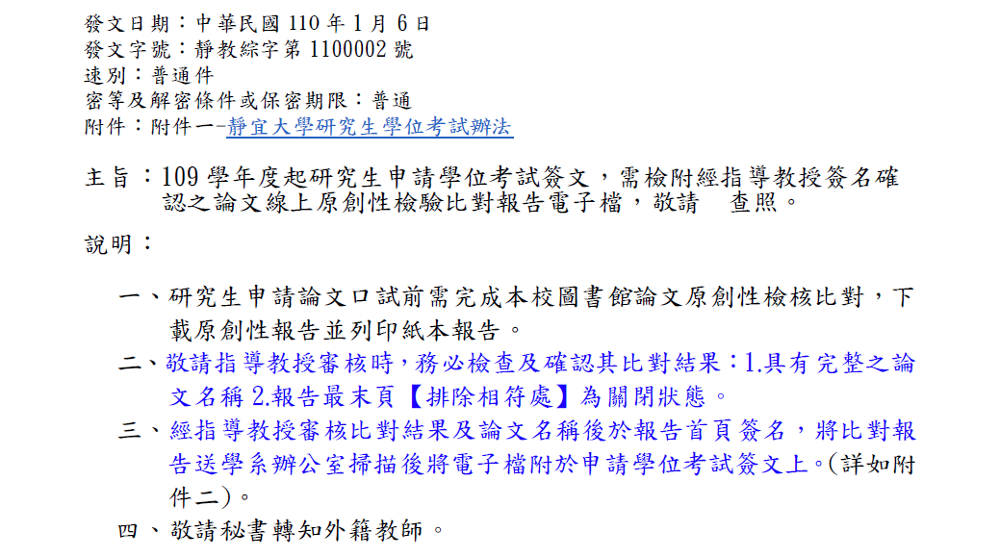 發文日期：中華民國 110 年 1 月 6 日
發文字號：靜教綜字第 1100002 號
速別：普通件
密等及解密條件或保密期限：普通
附件：附件一-靜宜大學研究生學位考試辦法
主旨：109 學年度起研究生申請學位考試簽文，需檢附經指導教授簽名確
認之論文線上原創性檢驗比對報告電子檔，敬請　查照。
說明：
一、研究生申請論文口試前需完成本校圖書館論文原創性檢核比對，下
載原創性報告並列印紙本報告。
二、敬請指導教授審核時，務必檢查及確認其比對結果：1.具有完整之論
文名稱 2.報告最末頁【排除相符處】為關閉狀態。
三、經指導教授審核比對結果及論文名稱後於報告首頁簽名，將比對報
告送學系辦公室掃描後將電子檔附於申請學位考試簽文上。(詳如附
件二)。
四、敬請秘書轉知外籍教師。